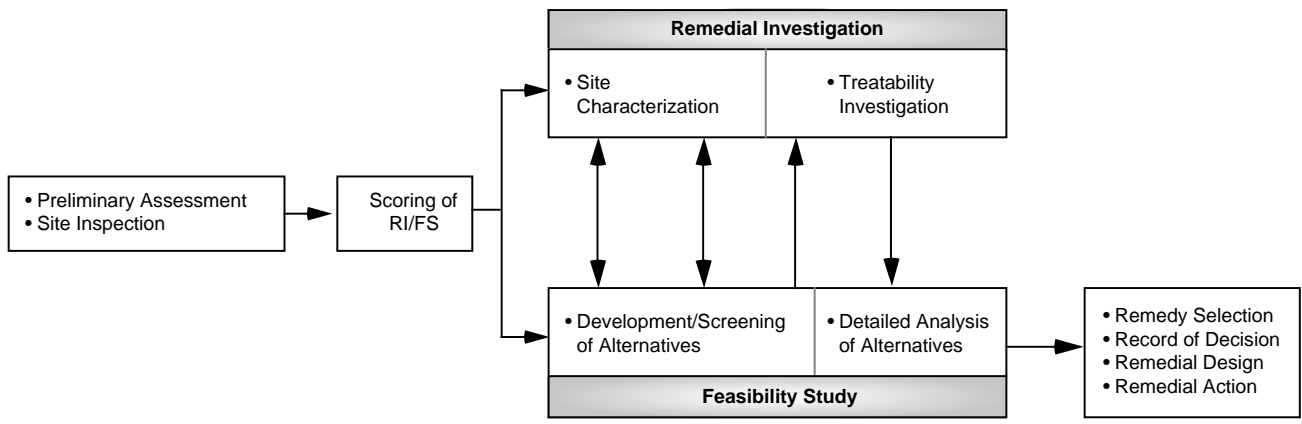 • Preliminary Assessment
• Site Inspection
Scoring of
RI/FS
Remedial Investigation
• Site
Characterization
• Treatability
Investigation
• Development/Screening
of Alternatives
• Detailed Analysis
of Alternatives
Feasibility Study
• Remedy Selection
• Record of Decision
• Remedial Design
• Remedial Action